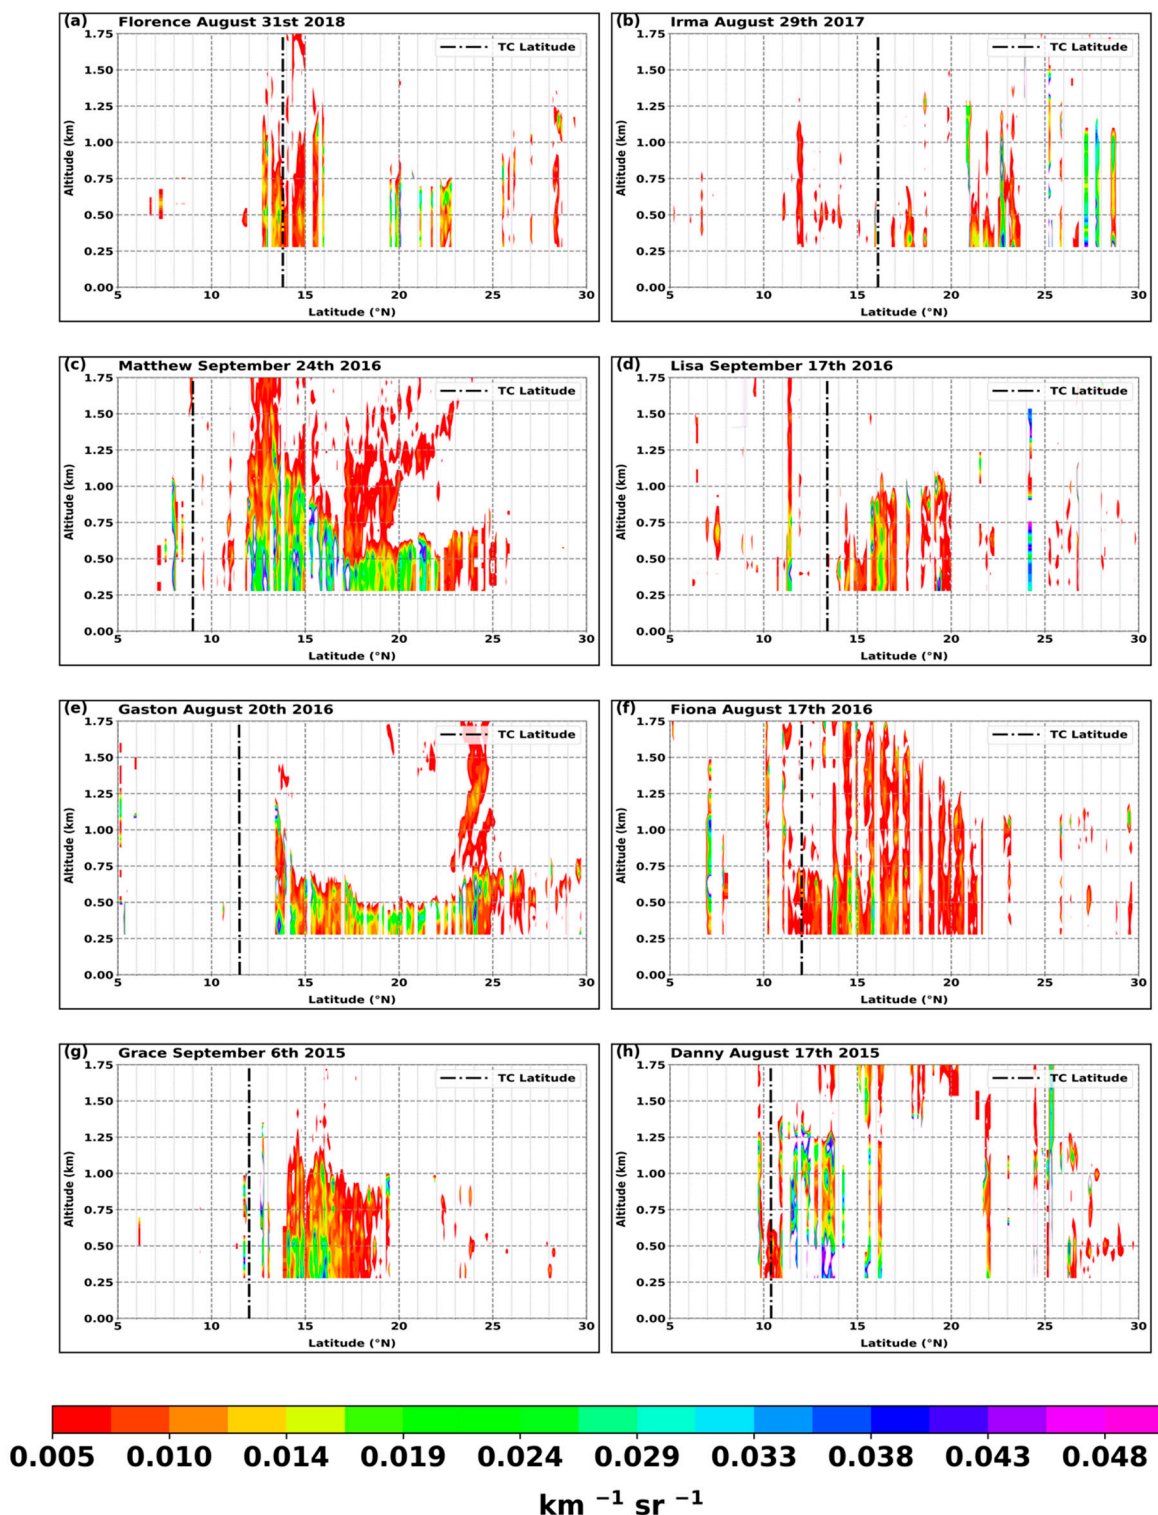 (a) Florence August 31st 2018
TC Latitude
1.75
1.50
1.25
1.00
0.75
0.50
0.25
0.00
Altitude (km)
5 10 15 20 25 30
Latitude (°N)
(b) Irma August 29th 2017
TC Latitude
1.75
1.50
1.25
1.00
0.75
0.50
0.25
0.00
Altitude (km)
5 10 15 20 25 30
Latitude (°N)
(c) Matthew September 24th 2016
TC Latitude
1.75
1.50
1.25
1.00
0.75
0.50
0.25
0.00
Altitude (km)
5 10 15 20 25 30
Latitude (°N)
(d) Lisa September 17th 2016
TC Latitude
1.75
1.50
1.25
1.00
0.75
0.50
0.25
0.00
Altitude (km)
5 10 15 20 25 30
Latitude (°N)
(e) Gaston August 20th 2016
TC Latitude
1.75
1.50
1.25
1.00
0.75
0.50
0.25
0.00
Altitude (km)
5 10 15 20 25 30
Latitude (°N)
(f) Fiona August 17th 2016
TC Latitude
1.75
1.50
1.25
1.00
0.75
0.50
0.25
0.00
Altitude (km)
5 10 15 20 25 30
Latitude (°N)
(g) Grace September 6th 2015
TC Latitude
1.75
1.50
1.25
1.00
0.75
0.50
0.25
0.00
Altitude (km)
5 10 15 20 25 30
Latitude (°N)
(h) Danny August 17th 2015
TC Latitude
1.75
1.50
1.25
1.00
0.75
0.50
0.25
0.00
Altitude (km)
5 10 15 20 25 30
Latitude (°N)
0.005 0.010 0.014 0.019 0.024 0.029 0.033 0.038 0.043 0.048
km ⁻¹ sr ⁻¹